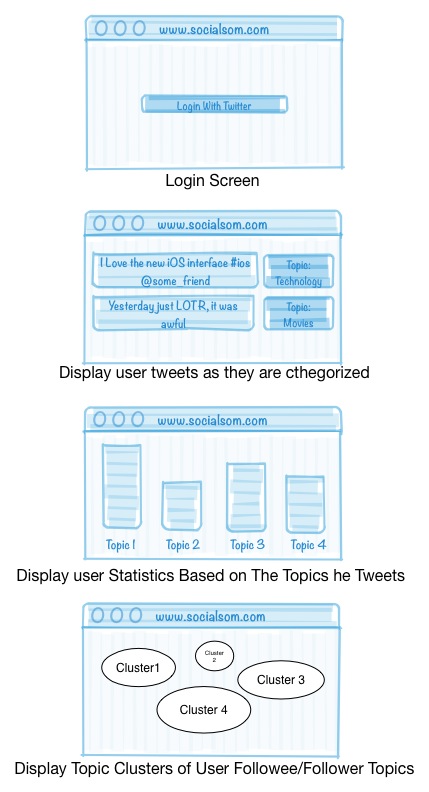 www.socialsom.com
Login With Twitter
Login Screen
www.socialsom.com
I Love the new iOS interface #ios
@some_friend
Topic:
Technology
Yesterday just LOTR, it was
awful
Topic:
Movies
Display user tweets as they are cthegorized
www.socialsom.com
Topic 1 Topic 2 Topic 3 Topic 4
Display user Statistics Based on The Topics he Tweets
www.socialsom.com
Cluster1
Cluster
2
Cluster 3
Cluster 4
Display Topic Clusters of User Followee/Follower Topics